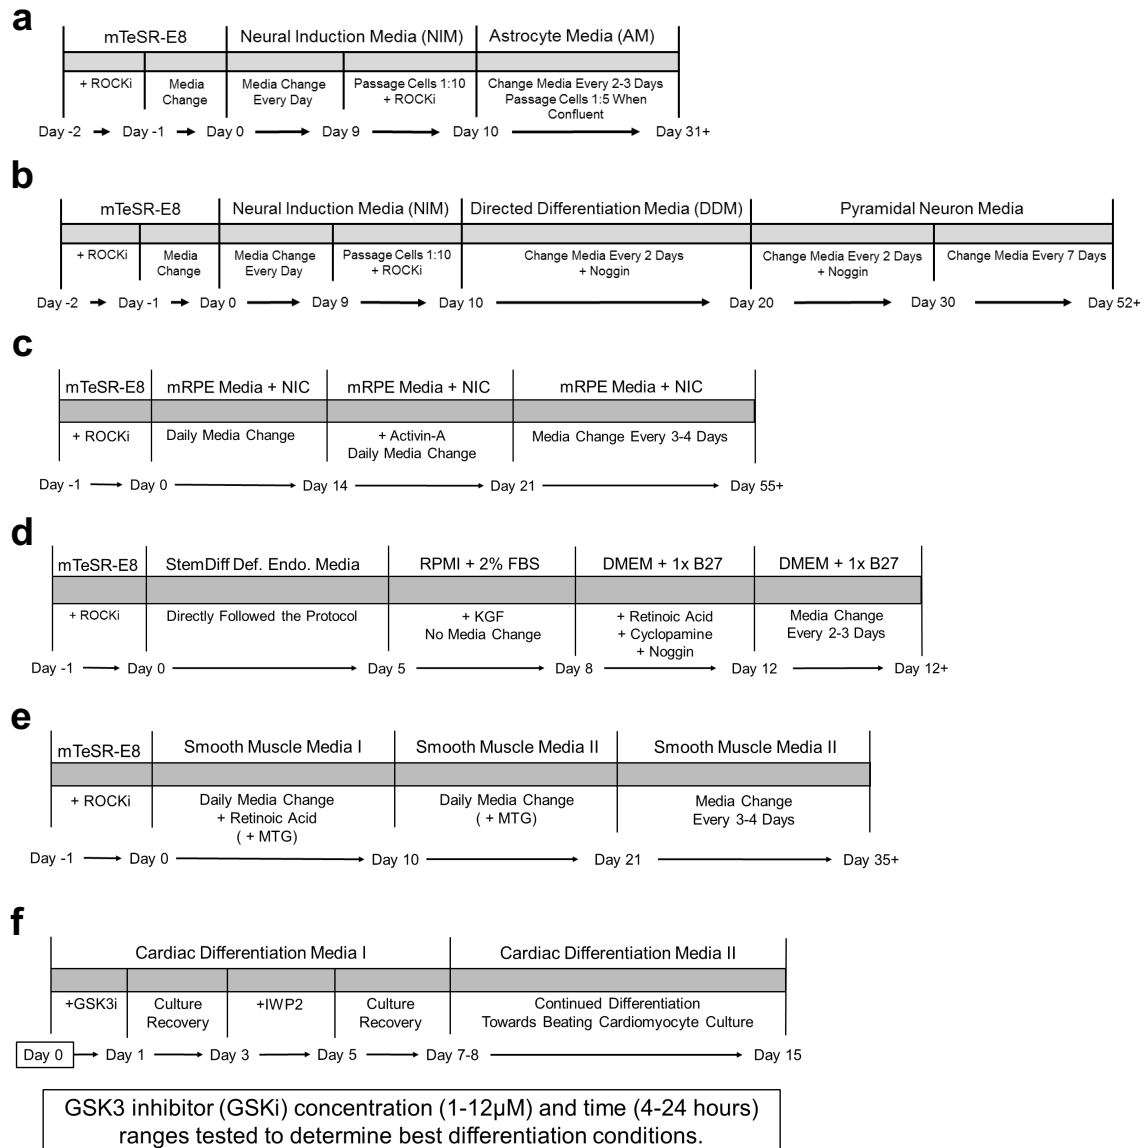 a
mTeSR-E8 Neural Induction Media (NIM) Astrocyte Media (AM)
+ ROCKi Media Change Media Change Every Day Passage Cells 1:10 + ROCKi Change Media Every 2-3 Days Passage Cells 1:5 When Confluent
Day -2 Day -1 Day 0 Day 9 Day 10 Day 31+
b
mTeSR-E8 Neural Induction Media (NIM) Directed Differentiation Media (DDM) Pyramidal Neuron Media
+ ROCKi Media Change Media Change Every Day Passage Cells 1:10 + ROCKi Change Media Every 2 Days + Noggin Change Media Every 2 Days + Noggin Change Media Every 7 Days
Day -2 Day -1 Day 0 Day 9 Day 10 Day 20 Day 30 Day 52+
c
mTeSR-E8 mRPE Media + NIC mRPE Media + NIC mRPE Media + NIC
+ ROCKi Daily Media Change + Activin-A Daily Media Change Media Change Every 3-4 Days
Day -1 Day 0 Day 14 Day 21 Day 55+
d
mTeSR-E8 StemDiff Def. Endo. Media RPMI + 2% FBS DMEM + 1x B27 DMEM + 1x B27
+ ROCKi Directly Followed the Protocol + KGF No Media Change + Retinoic Acid + Cyclopamine + Noggin Media Change Every 2-3 Days
Day -1 Day 0 Day 5 Day 8 Day 12 Day 12+
e
mTeSR-E8 Smooth Muscle Media I Smooth Muscle Media II Smooth Muscle Media II
+ ROCKi Daily Media Change + Retinoic Acid ( + MTG) Daily Media Change ( + MTG) Media Change Every 3-4 Days
Day -1 Day 0 Day 10 Day 21 Day 35+
f
Cardiac Differentiation Media I Cardiac Differentiation Media II
+GSK3i Culture Recovery +IWP2 Culture Recovery Continued Differentiation Towards Beating Cardiomyocyte Culture
Day 0 Day 1 Day 3 Day 5 Day 7-8 Day 15
GSK3 inhibitor (GSKi) concentration (1-12µM) and time (4-24 hours)
ranges tested to determine best differentiation conditions.